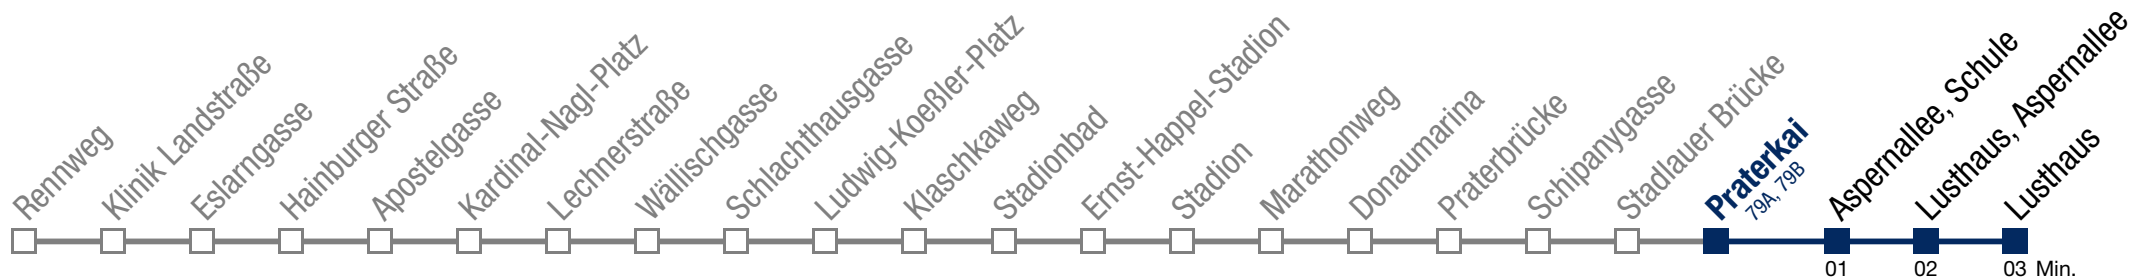 Rennweg
Klinik Landstraße
Eslarngasse
Hainburger Straße
Apostelgasse
Kardinal-Nagl-Platz
Lechnerstraße
Wällischgasse
Schlachthausgasse
Ludwig-Koeßler-Platz
Klaschkaweg
Stadionbad
Ernst-Happel-Stadion
Stadion
Marathonweg
Donaumarina
Praterbrücke
Schipanygasse
Stadlauer Brücke
Praterkai
79A, 79B
Aspernallee, Schule
Lusthaus, Aspernallee
Lusthaus
01 02 03 Min.